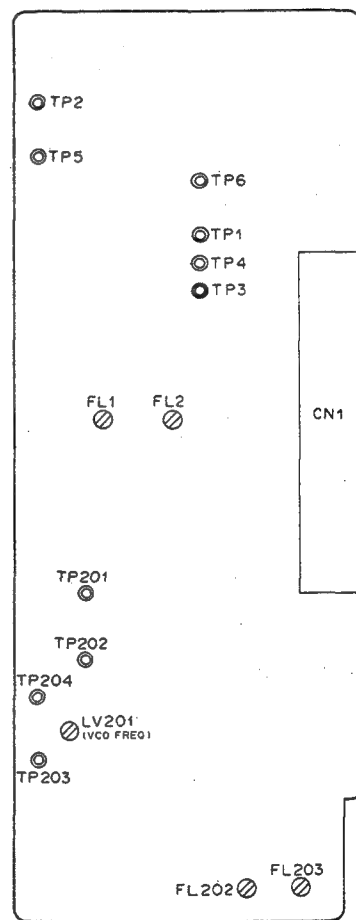 TP2
TP5
TP6
TP1
TP4
TP3
FL1 FL2
CN1
TP201
TP202
TP204
LV201
(VCO FREQ)
TP203
FL203
FL202